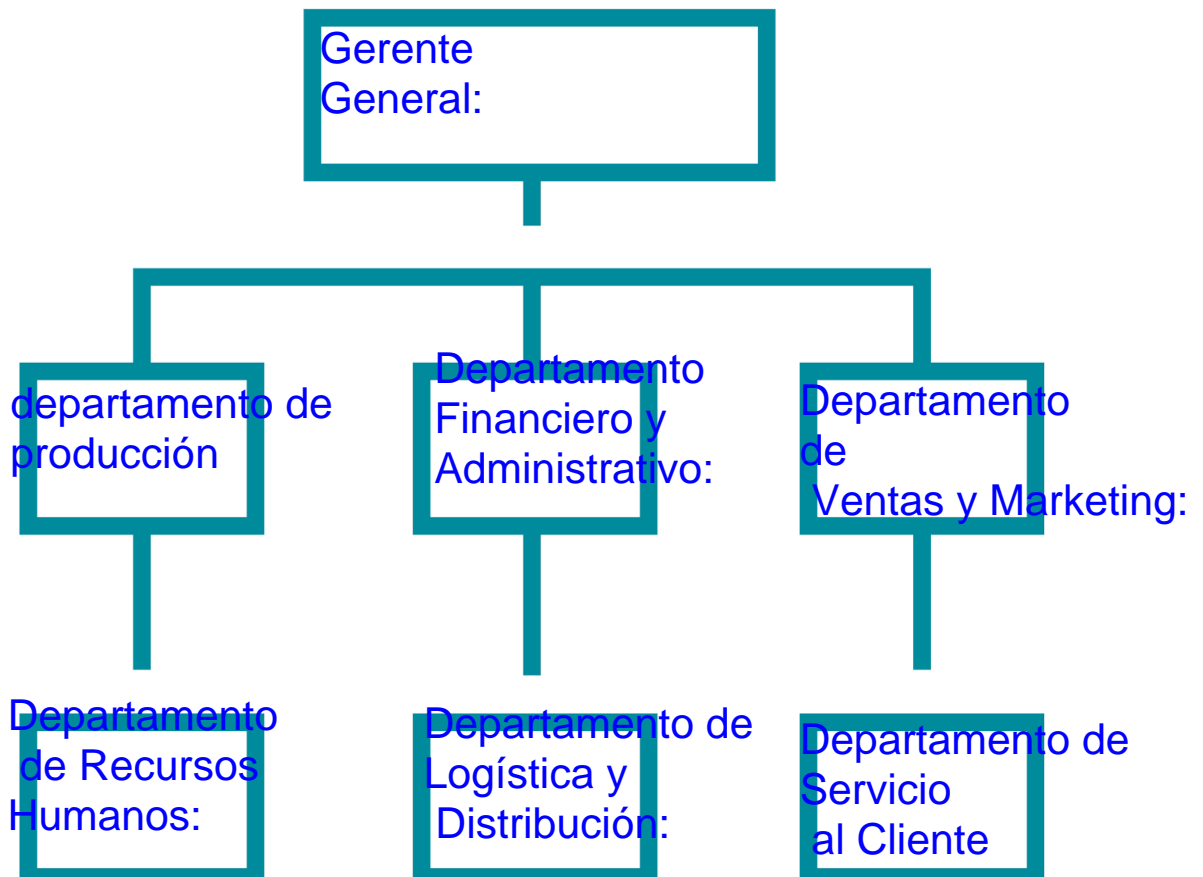 Gerente
General:
departamento de
producción
Departamento
Financiero y
Administrativo:
Departamento
de
Ventas y Marketing:
Departamento
de Recursos
Humanos:
Departamento de
Logística y
Distribución:
Departamento de
Servicio
al Cliente